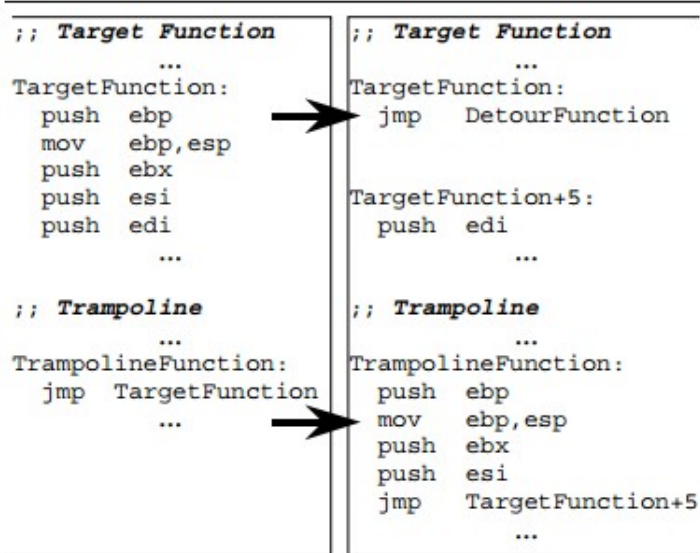 ;; Target Function
...
TargetFunction:
push ebp
mov ebp,esp
push ebx
push esi
push edi
...
;; Trampoline
...
TrampolineFunction:
jmp TargetFunction
...
;; Target Function
...
TargetFunction:
jmp DetourFunction
TargetFunction+5:
push edi
...
;; Trampoline
...
TrampolineFunction:
push ebp
mov ebp,esp
push ebx
push esi
jmp TargetFunction+5
...